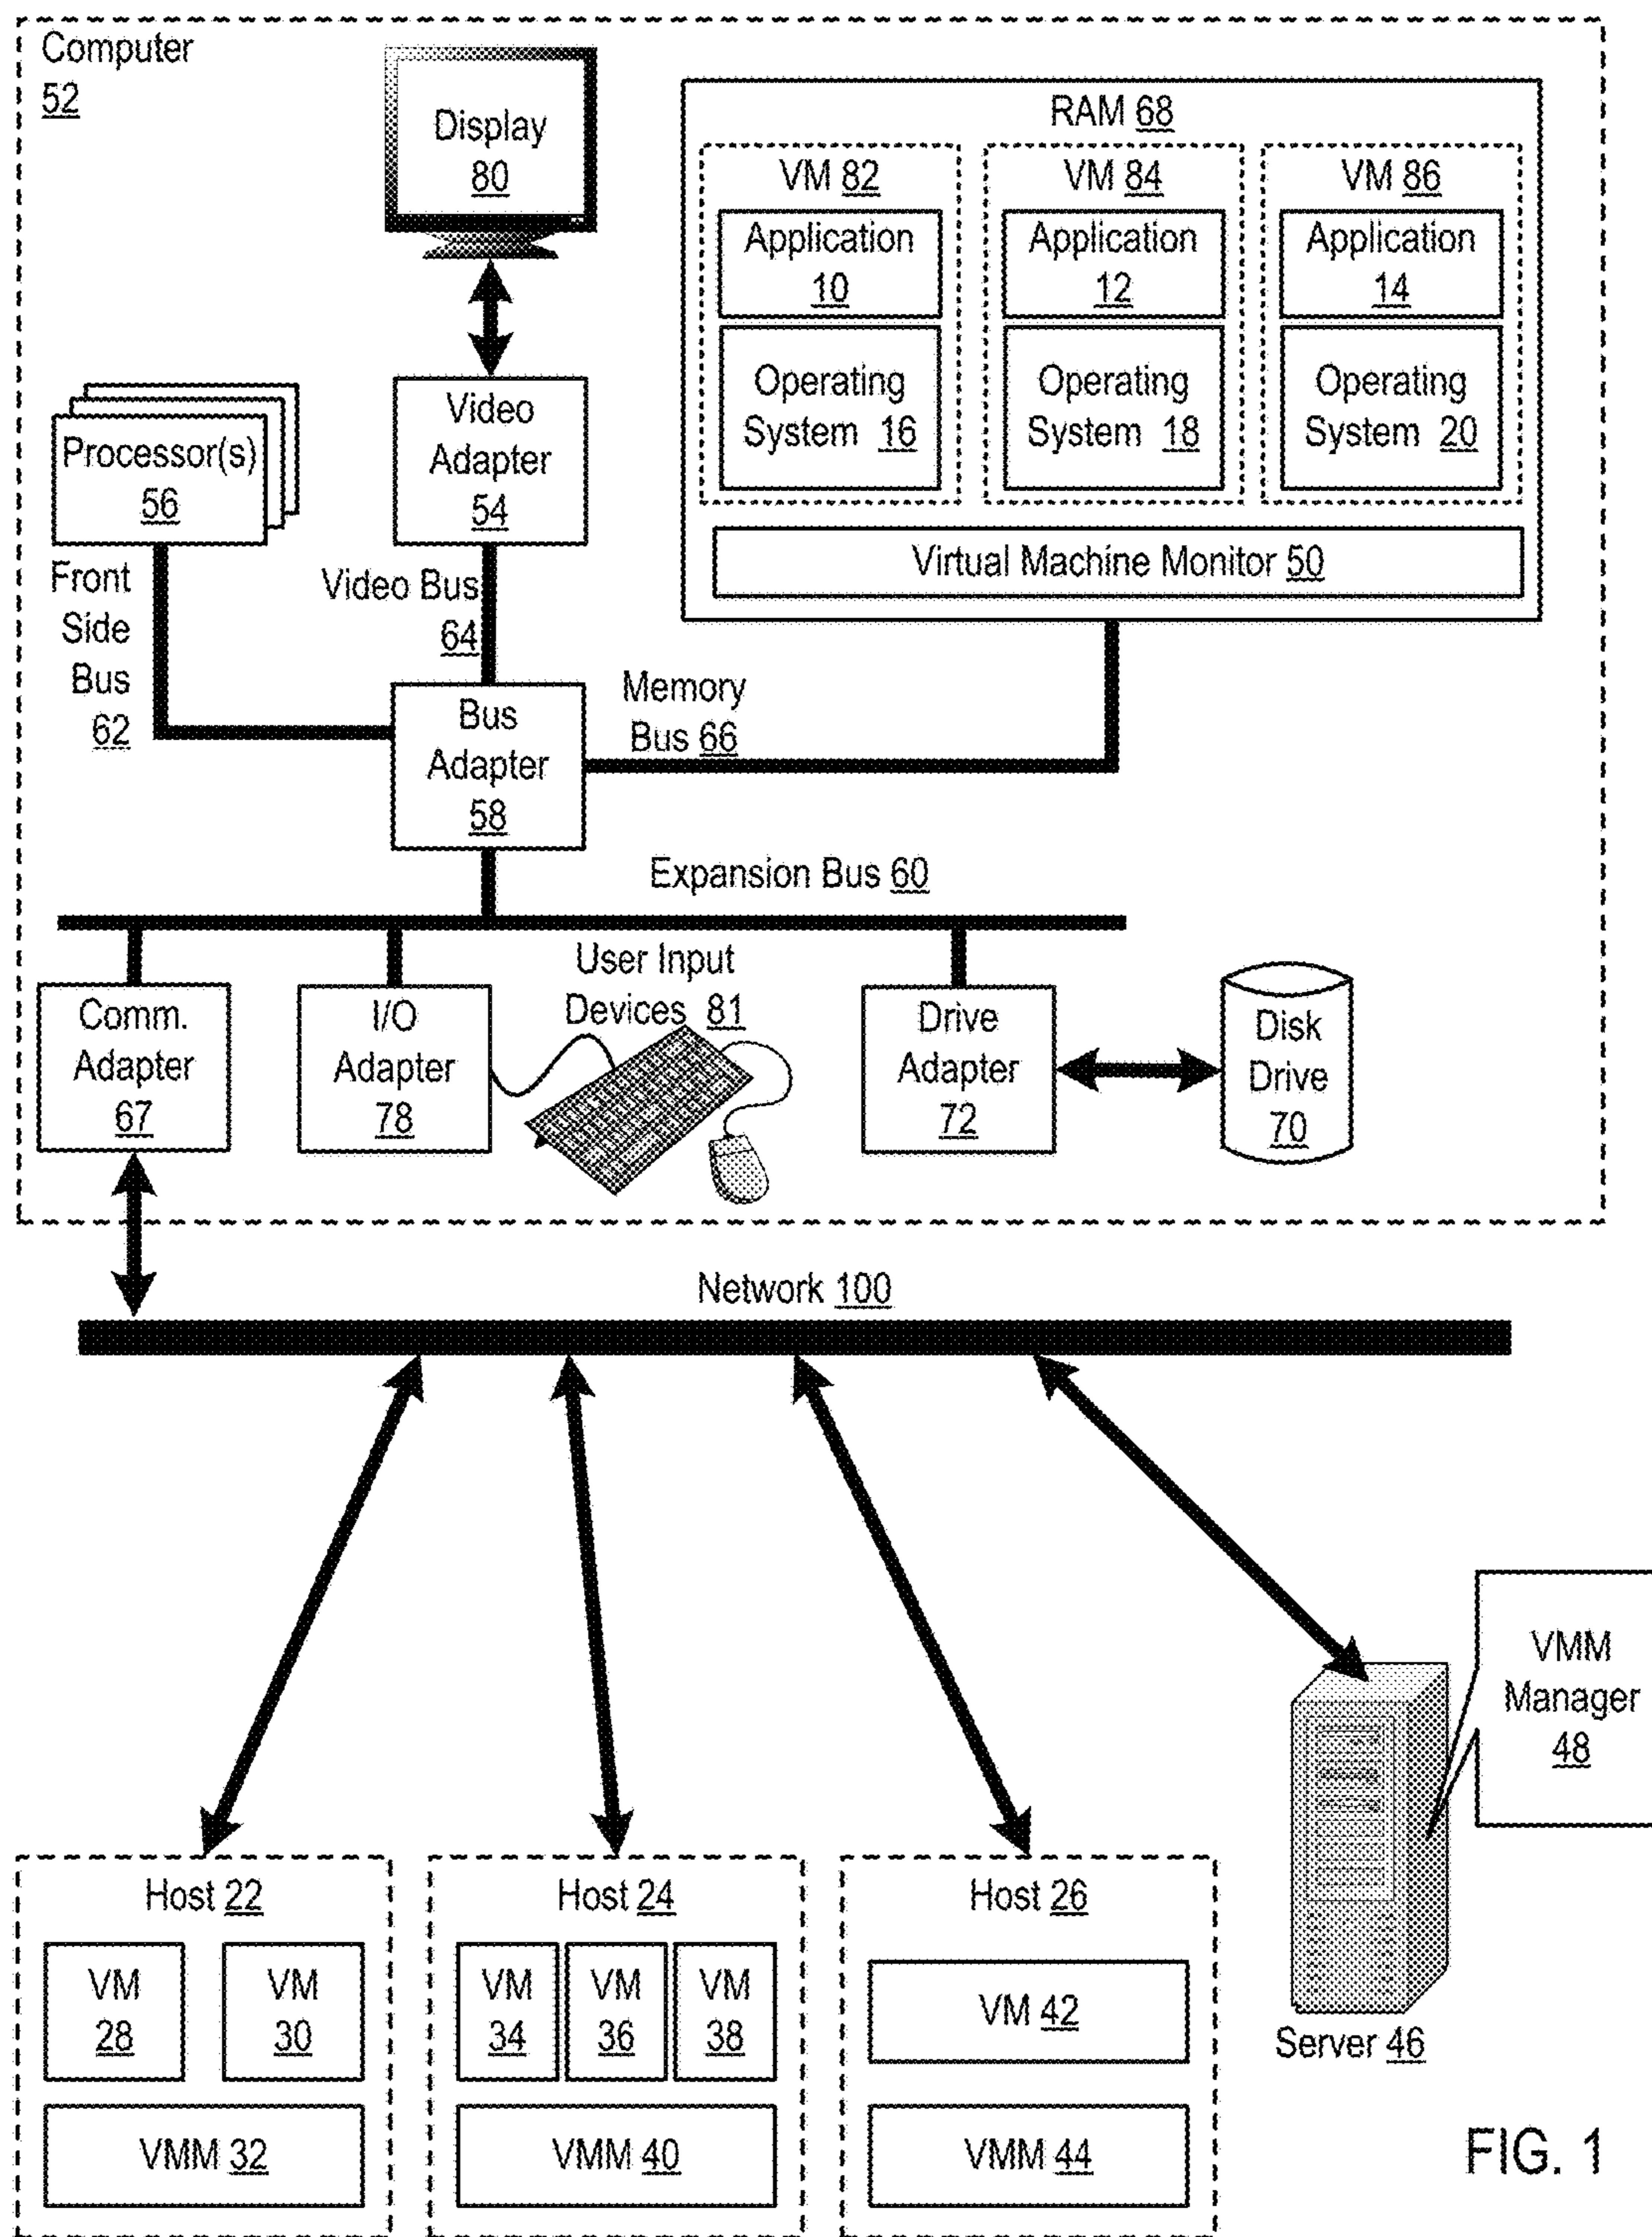 Computer
52
Display
80
RAM 68
VM 82
Application
10
Operating
System 16
VM 84
Application
12
Operating
System 18
VM 86
Application
14
Operating
System 20
Virtual Machine Monitor 50
Processor(s)
56
Video
Adapter
54
Front
Side
Bus
62
Video Bus
64
Bus
Adapter
58
Memory
Bus 66
Expansion Bus 60
Comm.
Adapter
67
I/O
Adapter
78
User Input
Devices 81
Drive
Adapter
72
Disk
Drive
70
Network 100
VMM
Manager
48
Server 46
Host 22
VM
28
VM
30
VMM 32
Host 24
VM
34
VM
36
VM
38
VMM 40
Host 26
VM 42
VMM 44
FIG. 1